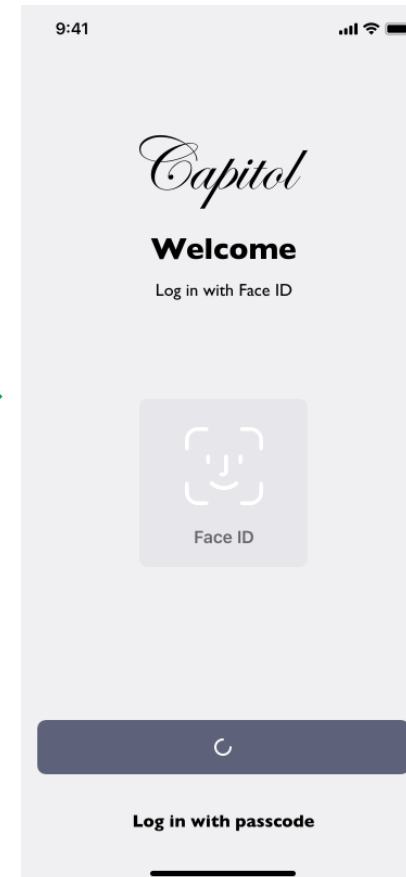 9:41
Capitol
Welcome
Log in with Face ID
Face ID
Log in with passcode